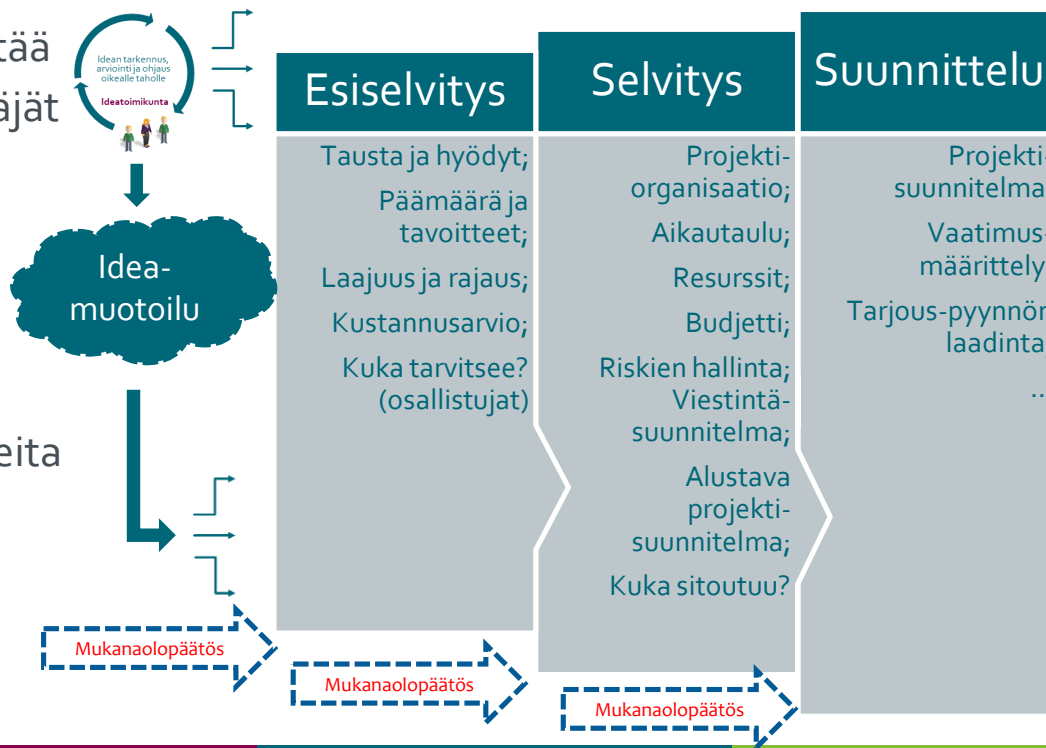 tää
äjät
Idean tarkennus,
arviointi ja ohjaus
oikealle taholle
Ideatoimikunta
Idea-
muotoilu
eita
Esiselvitys
Tausta ja hyödyt;
Päämäärä ja
tavoitteet;
Laajuus ja rajaus;
Kustannusarvio;
Kuka tarvitsee?
(osallistujat)
Selvitys
Projekti-
organisaatio;
Aikautaulu;
Resurssit;
Budjetti;
Riskien hallinta;
Viestintä-
suunnitelma;
Alustava
projekti-
suunnitelma;
Kuka sitoutuu?
Suunnittelu
Projekti-
suunnitelma
Vaatimus-
määrittely
Tarjous-pyynnön
laadinta
..
Mukanaolopäätös
Mukanaolopäätös
Mukanaolopäätös